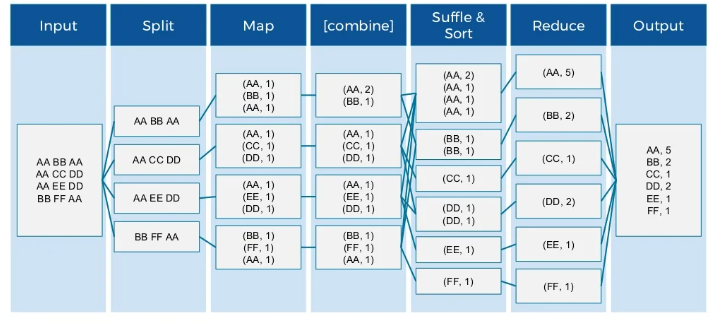 Input
Split
Map
[combine]
Suffle &
Sort
Reduce
Output
AA BB AA
AA CC DD
AA EE DD
BB FF AA
AA BB AA
AA CC DD
AA EE DD
BB FF AA
(AA, 1)
(BB, 1)
(AA, 1)
(AA, 1)
(CC, 1)
(DD, 1)
(AA, 1)
(EE, 1)
(DD, 1)
(BB, 1)
(FF, 1)
(AA, 1)
(AA, 2)
(BB, 1)
(AA, 1)
(CC, 1)
(DD, 1)
(AA, 1)
(EE, 1)
(DD, 1)
(BB, 1)
(FF, 1)
(AA, 1)
(AA, 2)
(AA, 1)
(AA, 1)
(AA, 1)
(BB, 1)
(BB, 1)
(CC, 1)
(DD, 1)
(DD, 1)
(EE, 1)
(FF, 1)
(AA, 5)
(BB, 2)
(CC, 1)
(DD, 2)
(EE, 1)
(FF, 1)
AA, 5
BB, 2
CC, 1
DD, 2
EE, 1
FF, 1